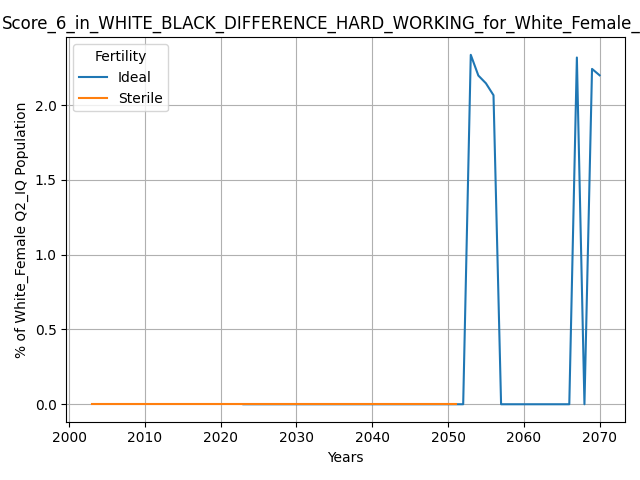 Score_6_in_WHITE_BLACK_DIFFERENCE_HARD_WORKING_for_White_Female_
Fertility
Ideal
Sterile
% of White_Female Q2_IQ Population
2.0
1.5
1.0
0.5
0.0
2000 2010 2020 2030 2040 2050 2060 2070
Years